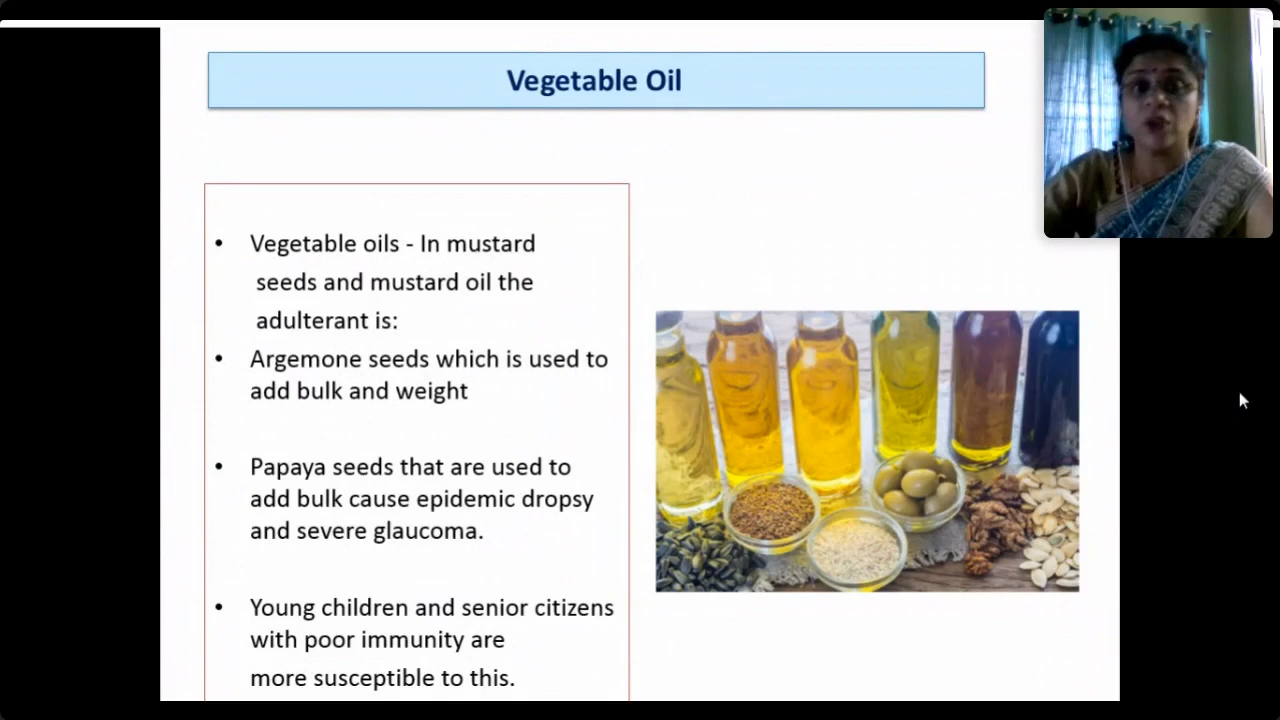 Vegetable Oil
• Vegetable oils - In mustard
seeds and mustard oil the
adulterant is:
• Argemone seeds which is used to
add bulk and weight
• Papaya seeds that are used to
add bulk cause epidemic dropsy
and severe glaucoma.
• Young children and senior citizens
with poor immunity are
more susceptible to this.